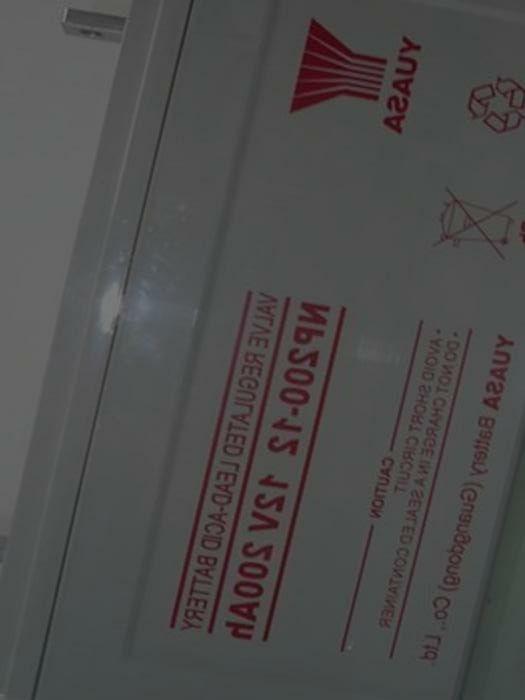 YUASA
NP200-12 12V 200Ah
VALVE REGULATED LEAD-ACID BATTERY
CAUTION
• AVOID SHORT CIRCUIT
• DO NOT CHARGE IN A SEALED CONTAINER
YUASA Battery (Guangdong) Co., Ltd.